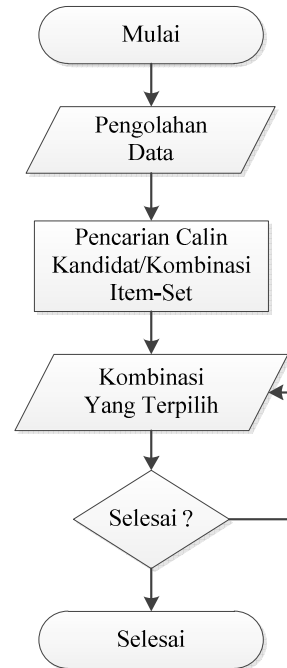 Mulai
Pengolahan
Data
Pencarian Calin
Kandidat/Kombinasi
Item-Set
Kombinasi
Yang Terpilih
Selesai ?
Selesai